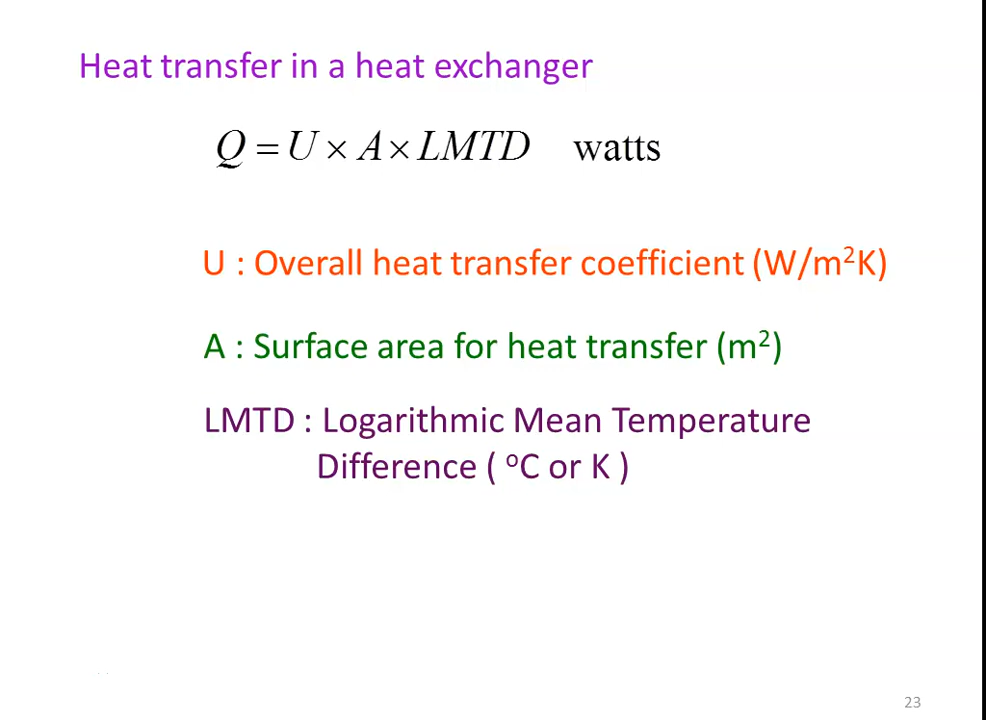 Heat transfer in a heat exchanger
Q = U × A × LMTD watts
U : Overall heat transfer coefficient (W/m²K)
A : Surface area for heat transfer (m²)
LMTD : Logarithmic Mean Temperature
Difference ( ᵒC or K )
23